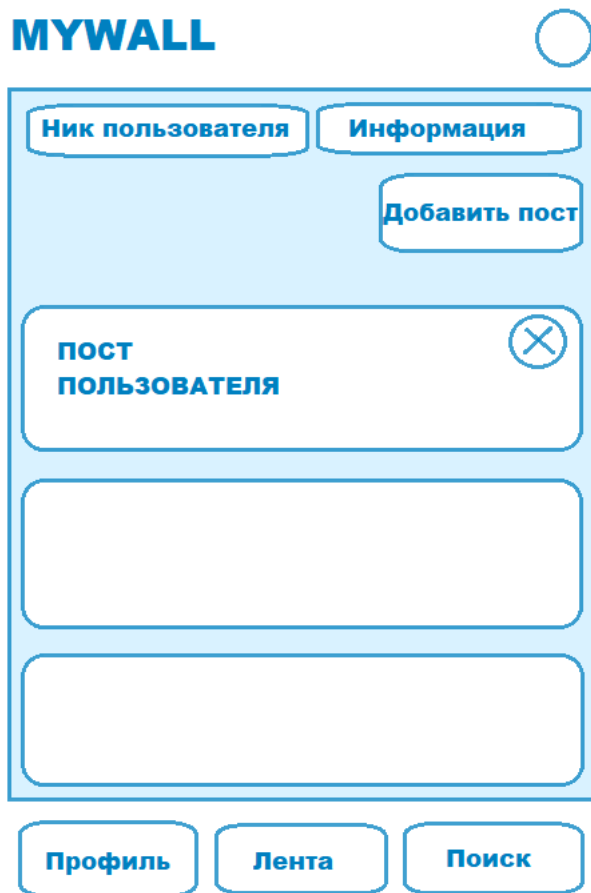 MYWALL
Ник пользователя
Информация
Добавить пост
ПОСТ
ПОЛЬЗОВАТЕЛЯ
Профиль
Лента
Поиск